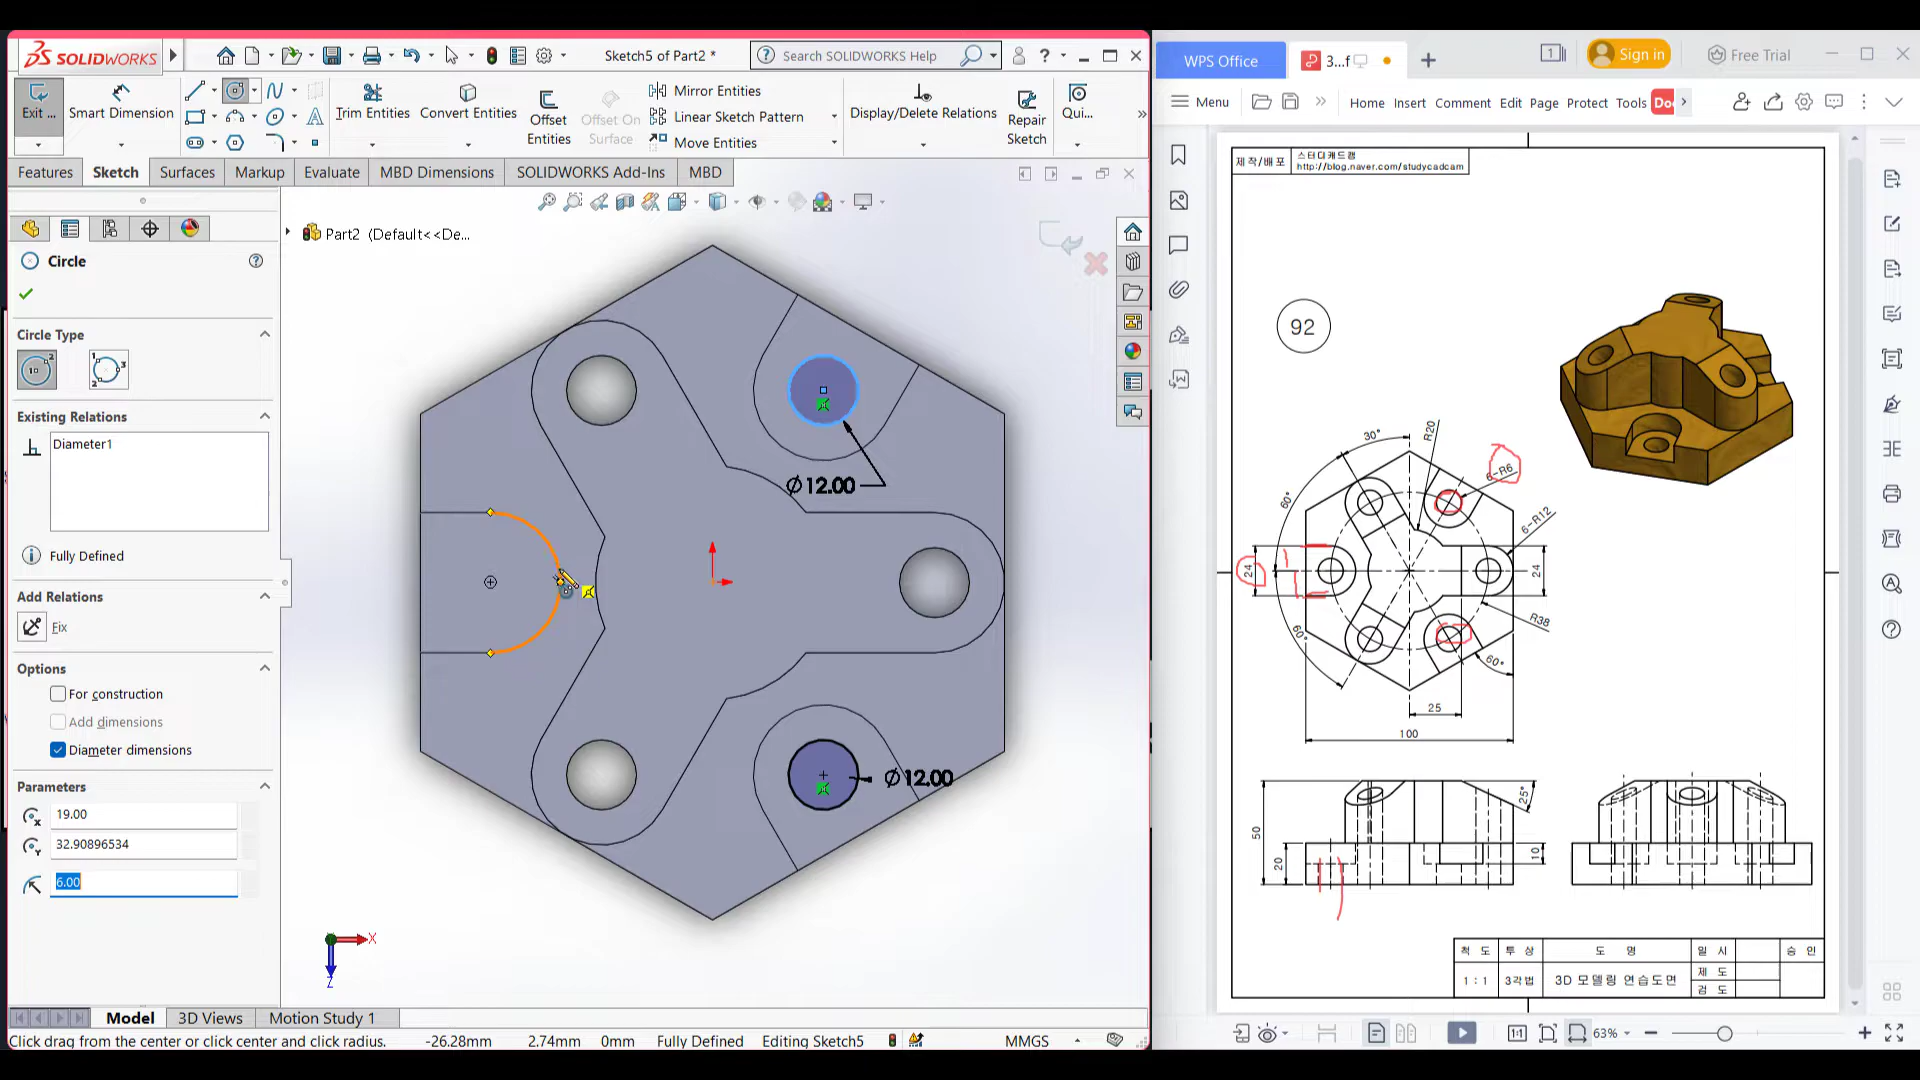 SOLIDWORKS
Sketch5 of Part2 *
Search SOLIDWORKS Help
Exit ...
Smart Dimension
Trim Entities
Convert Entities
Offset Entities
Offset On Surface
Mirror Entities
Linear Sketch Pattern
Move Entities
Display/Delete Relations
Repair Sketch
Qui...
Features
Sketch
Surfaces
Markup
Evaluate
MBD Dimensions
SOLIDWORKS Add-Ins
MBD
Part2 (Default<<De...
Circle
Circle Type
Existing Relations
Diameter1
Fully Defined
Add Relations
Fix
Options
For construction
Add dimensions
Diameter dimensions
Parameters
19.00
32.90896534
6.00
Ø12.00
Ø12.00
X
Z
Model
3D Views
Motion Study 1
Click drag from the center or click center and click radius.
-26.28mm
2.74mm
0mm
Fully Defined
Editing Sketch5
MMGS
WPS Office
3...f
Sign in
Free Trial
Menu
Home
Insert
Comment
Edit
Page
Protect
Tools
Do
제작/배포
스터디캐드캠
http://blog.naver.com/studycadcam
92
30°
R20
6-R6
60°
6-R12
24
24
R38
60°
60°
25
100
50
20
25°
10
척 도
투 상
도 명
일 시
승 인
1 : 1
3각법
3D 모델링 연습도면
제 도
검 도
63%